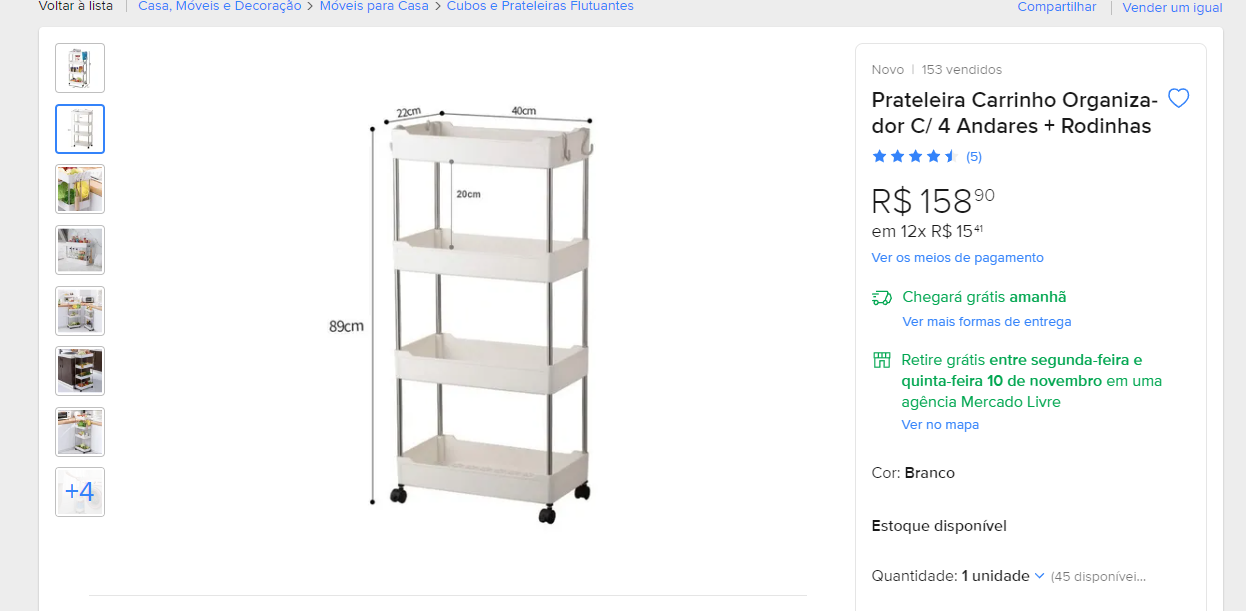 Voltar à lista | Casa, Móveis e Decoração > Móveis para Casa > Cubos e Prateleiras Flutuantes
Compartilhar | Vender um igual
+4
22cm
40cm
20cm
89cm
Novo | 153 vendidos
Prateleira Carrinho Organiza-
dor C/ 4 Andares + Rodinhas
(5)
R$ 158 90
em 12x R$ 15 41
Ver os meios de pagamento
Chegará grátis amanhã
Ver mais formas de entrega
Retire grátis entre segunda-feira e
quinta-feira 10 de novembro em uma
agência Mercado Livre
Ver no mapa
Cor: Branco
Estoque disponível
Quantidade: 1 unidade (45 disponívei...